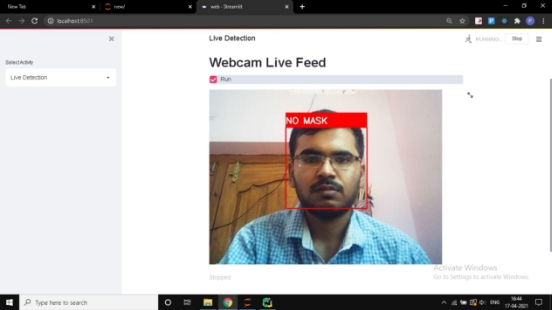 New Tab
new/
web · Streamlit
localhost:8501
Live Detection
RUNNING...
Stop
Select Activity
Live Detection
Webcam Live Feed
Run
NO MASK
Stopped
Activate Windows
Go to Settings to activate Windows.
Type here to search
ENG
16:44
17-04-2021